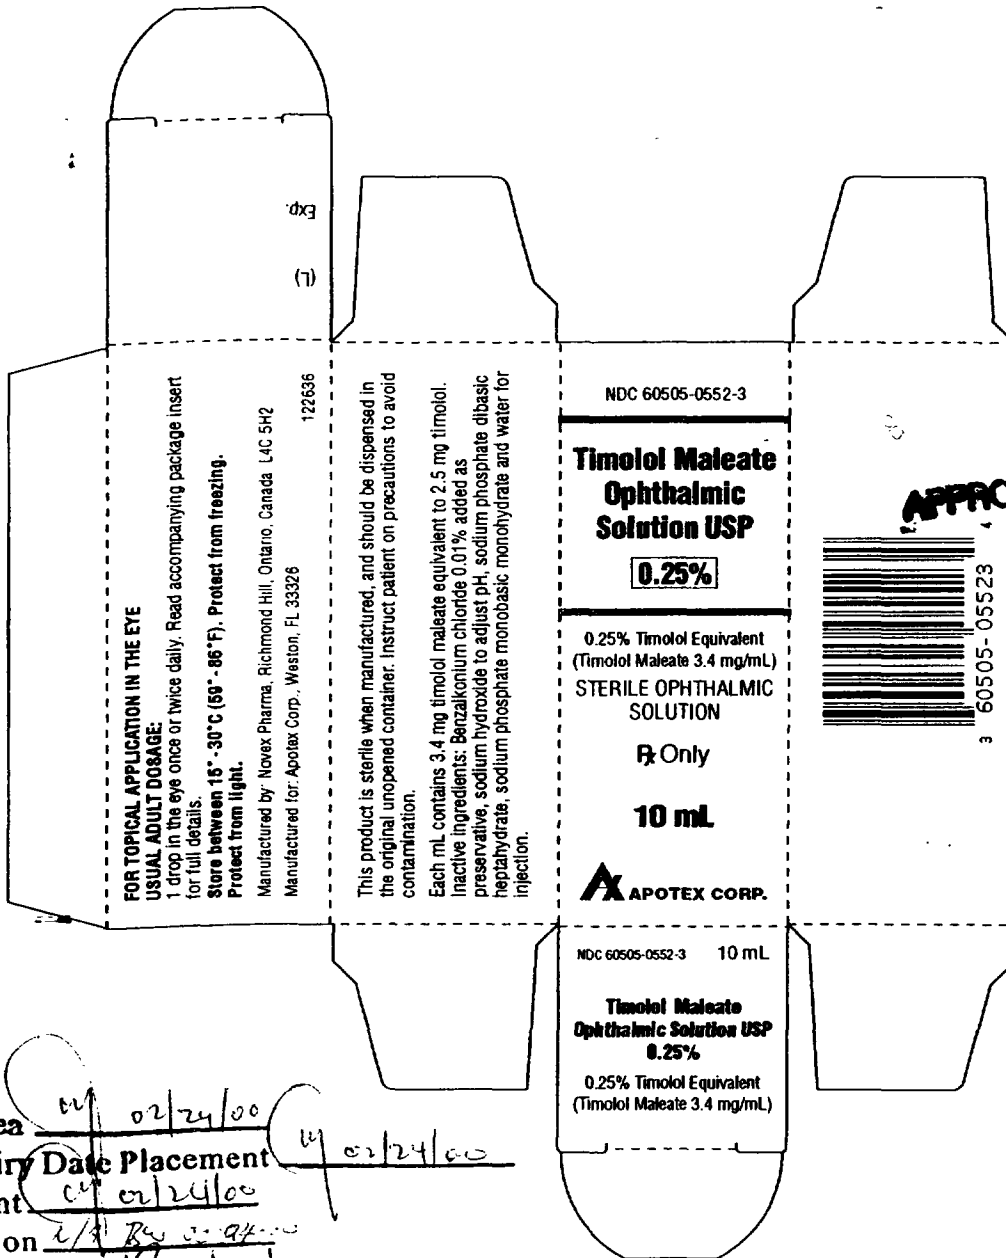 Exp.
(L)
FOR TOPICAL APPLICATION IN THE EYE
USUAL ADULT DOSAGE:
1 drop in the eye once or twice daily. Read accompanying package insert
for full details.
Store between 15° -30°C (59° - 86°F). Protect from freezing.
Protect from light.
Manufactured by: Novex Pharma, Richmond Hill, Ontario, Canada L4C 5H2
Manufactured for: Apotex Corp., Weston, FL 33326
122636
This product is sterile when manufactured, and should be dispensed in
the original unopened container. Instruct patient on precautions to avoid
contamination.
Each mL contains 3.4 mg timolol maleate equivalent to 2.5 mg timolol.
Inactive ingredients: Benzalkonium chloride 0.01% added as
preservative, sodium hydroxide to adjust pH, sodium phosphate dibasic
heptahydrate, sodium phosphate monobasic monohydrate and water for
injection.
NDC 60505-0552-3
Timolol Maleate
Ophthalmic
Solution USP
0.25%
0.25% Timolol Equivalent
(Timolol Maleate 3.4 mg/mL)
STERILE OPHTHALMIC
SOLUTION
Rx Only
10 mL
APOTEX CORP.
NDC 60505-0552-3 10 mL
Timolol Maleate
Ophthalmic Solution USP
0.25%
0.25% Timolol Equivalent
(Timolol Maleate 3.4 mg/mL)
APPRO
3 60505-05523 4
ea 02/24/00
iry Date Placement 02/24/00
nt 02/24/00
on